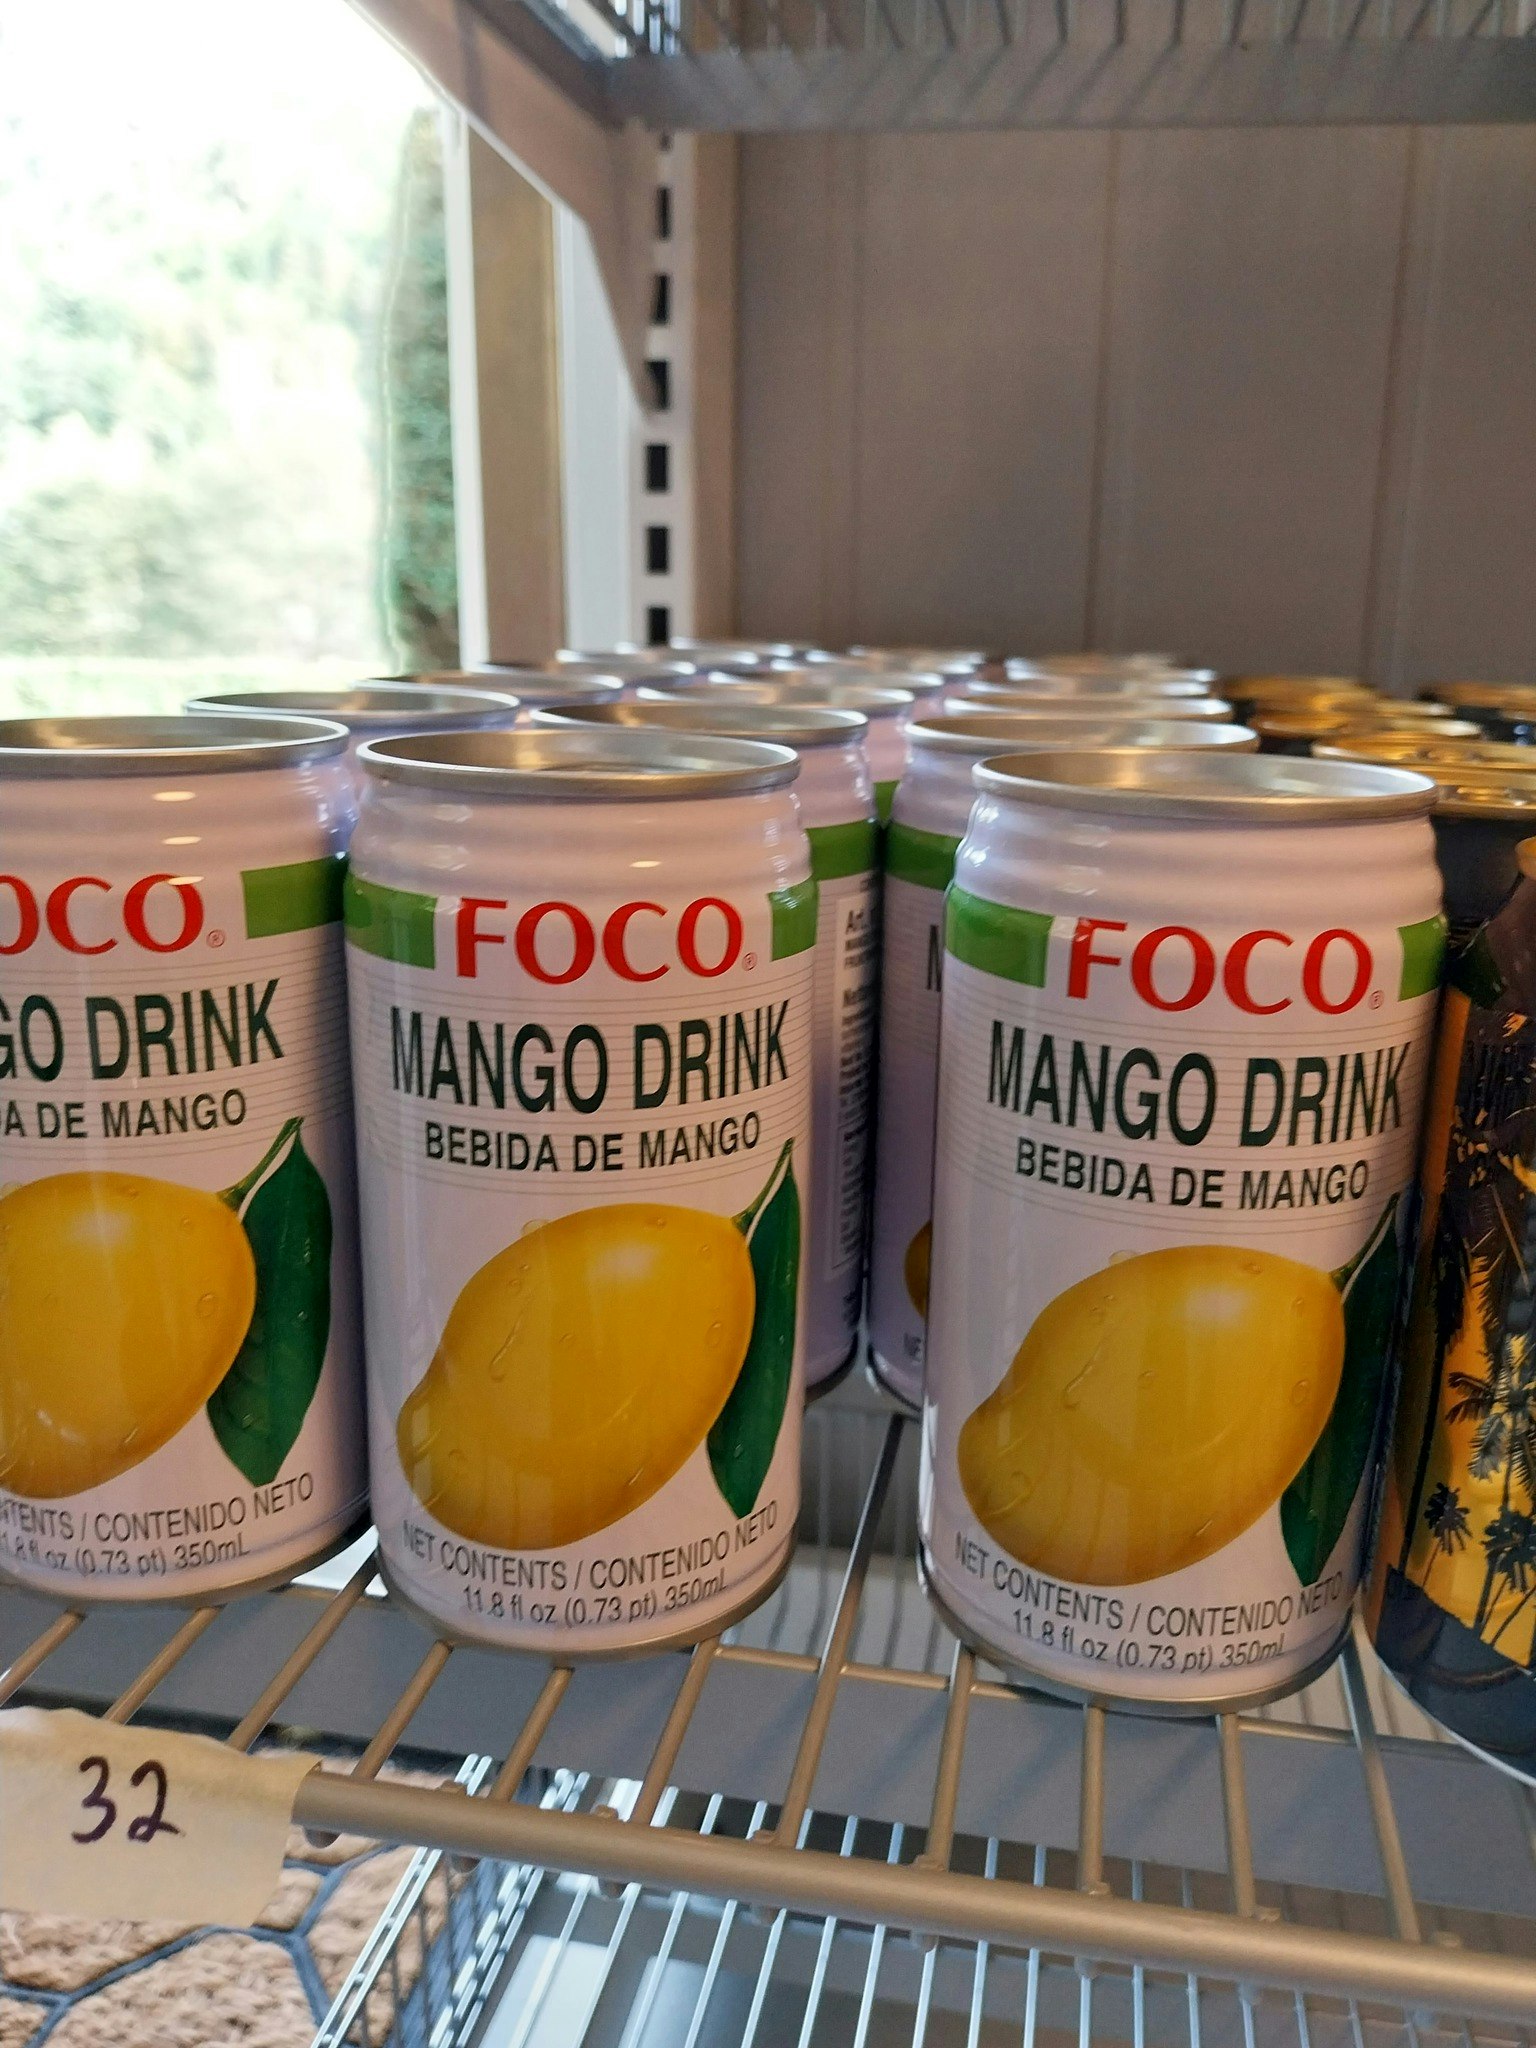 OCO®
GO DRINK
DA DE MANGO
NTENTS / CONTENIDO NETO
11.8 fl oz (0.73 pt) 350mL
FOCO®
MANGO DRINK
BEBIDA DE MANGO
NET CONTENTS / CONTENIDO NETO
11.8 fl oz (0.73 pt) 350mL
FOCO®
MANGO DRINK
BEBIDA DE MANGO
NET CONTENTS / CONTENIDO NETO
11.8 fl oz (0.73 pt) 350mL
32